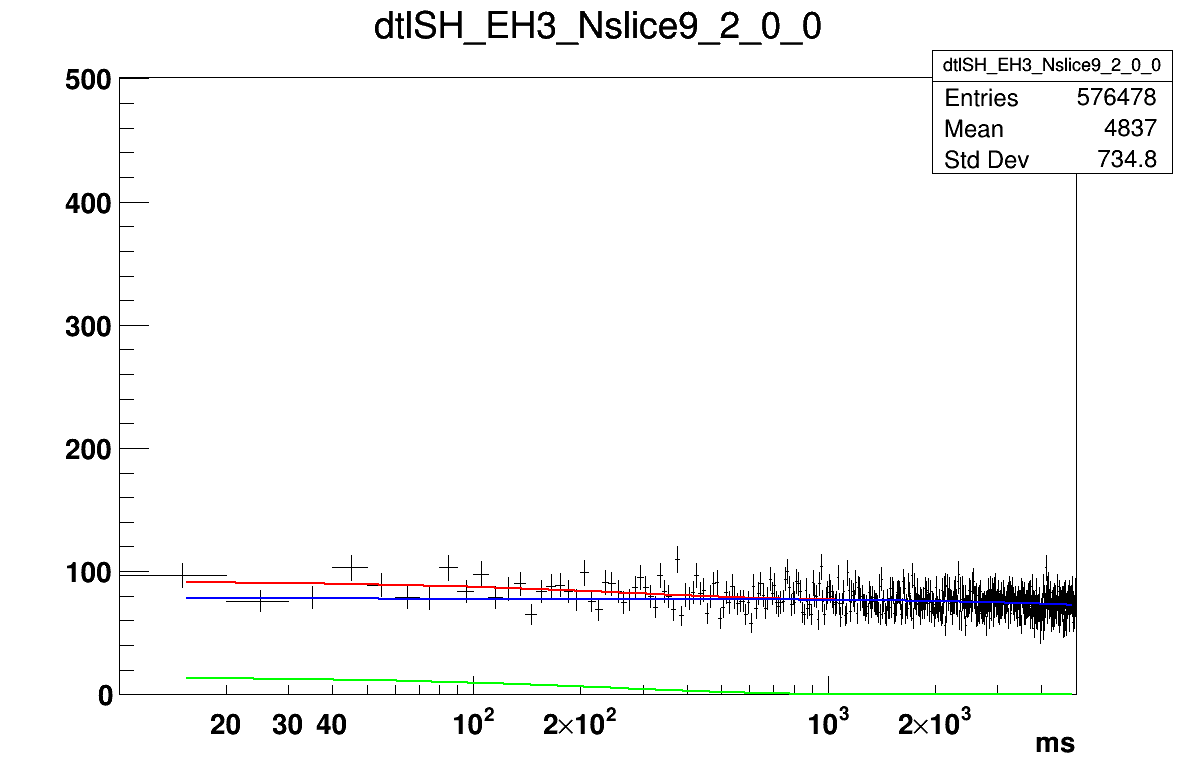 dtlSH_EH3_Nslice9_2_0_0
dtlSH_EH3_Nslice9_2_0_0
Entries 576478
Mean 4837
Std Dev 734.8
500
400
300
200
100
0
20 30 40 10² 2×10² 10³ 2×10³
ms